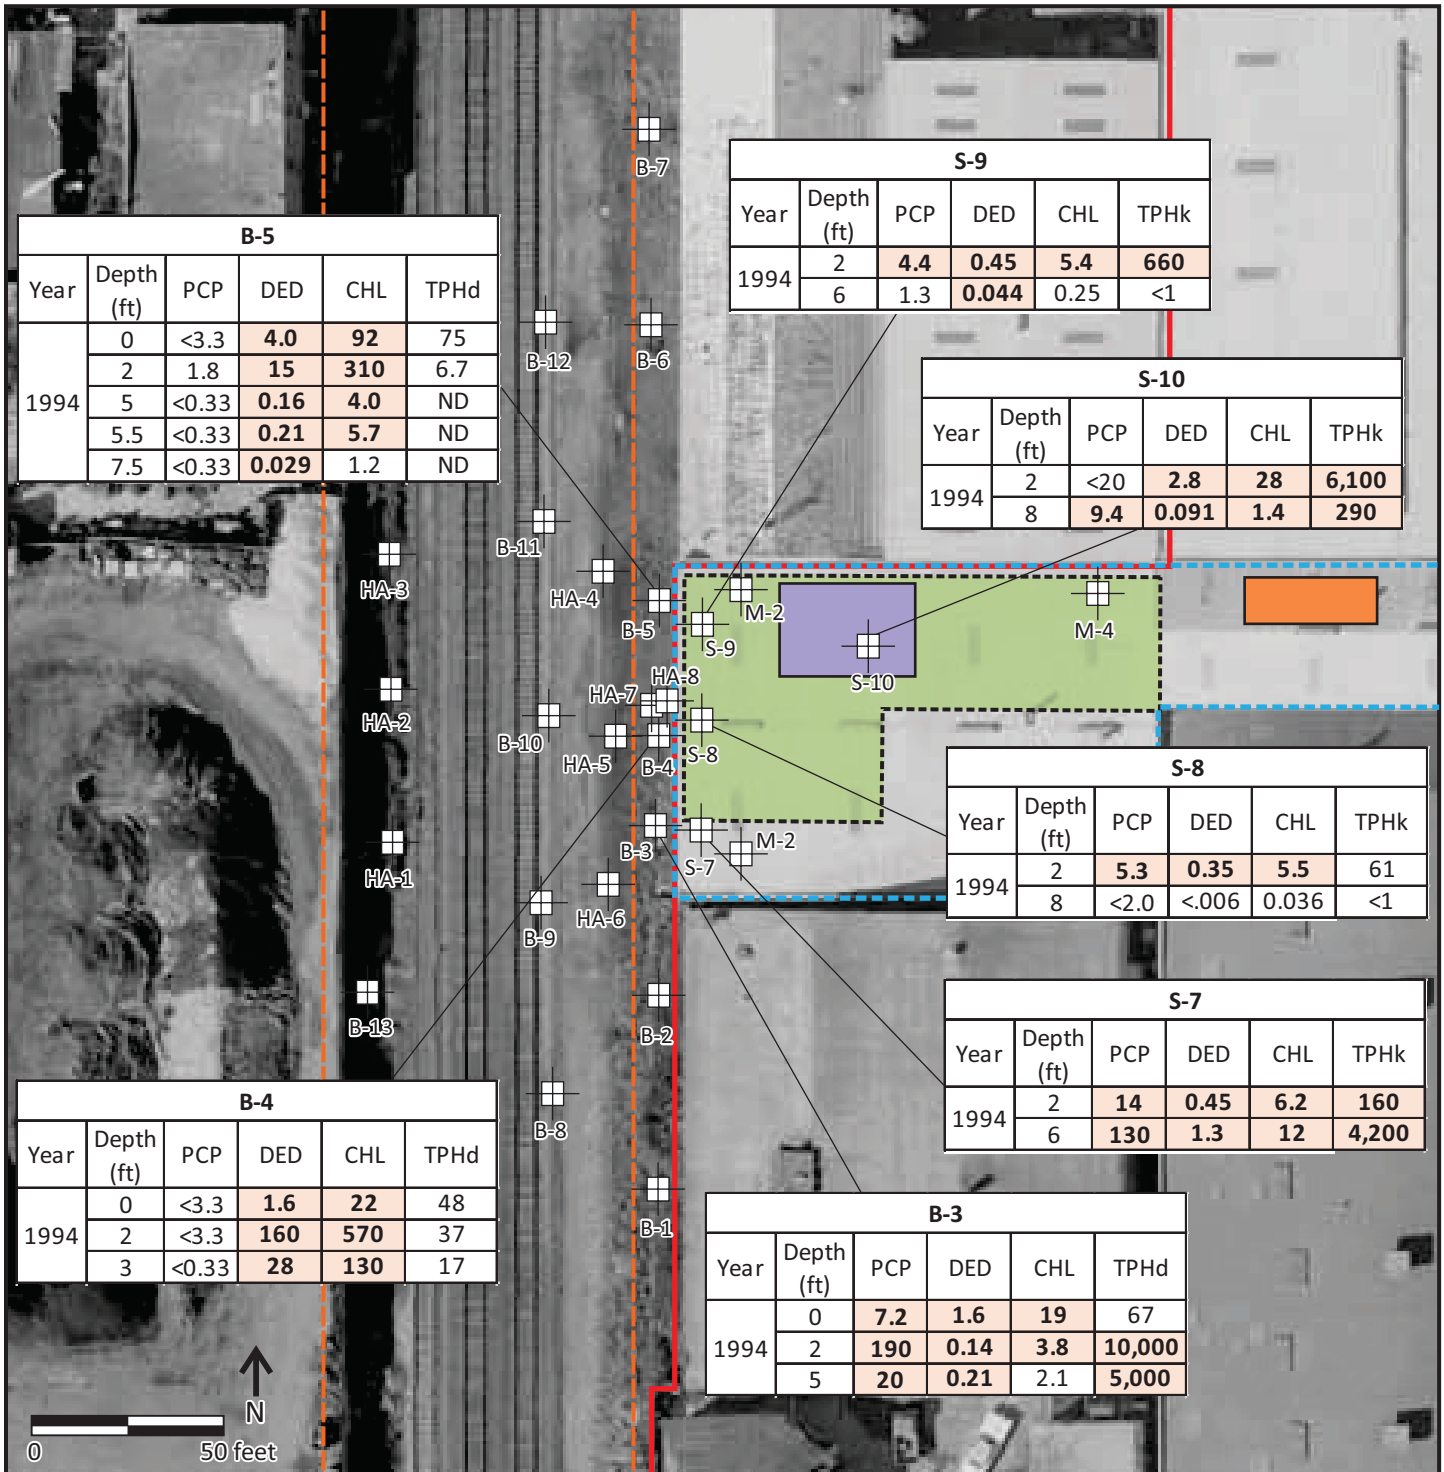 B-7
S-9
Year Depth (ft) PCP DED CHL TPHk
1994 2 4.4 0.45 5.4 660
6 1.3 0.044 0.25 <1
B-5
Year Depth (ft) PCP DED CHL TPHd
1994 0 <3.3 4.0 92 75
2 1.8 15 310 6.7
5 <0.33 0.16 4.0 ND
5.5 <0.33 0.21 5.7 ND
7.5 <0.33 0.029 1.2 ND
B-12
B-6
S-10
Year Depth (ft) PCP DED CHL TPHk
1994 2 <20 2.8 28 6,100
8 9.4 0.091 1.4 290
B-11
HA-3
HA-4
B-5
M-2
S-9
M-4
S-10
HA-8
HA-7
HA-2
B-10
HA-5
B-4
S-8
S-8
Year Depth (ft) PCP DED CHL TPHk
1994 2 5.3 0.35 5.5 61
8 <2.0 <.006 0.036 <1
B-3
S-7
M-2
HA-1
HA-6
B-9
B-13
B-2
S-7
Year Depth (ft) PCP DED CHL TPHk
1994 2 14 0.45 6.2 160
6 130 1.3 12 4,200
B-8
B-4
Year Depth (ft) PCP DED CHL TPHd
1994 0 <3.3 1.6 22 48
2 <3.3 160 570 37
3 <0.33 28 130 17
B-1
B-3
Year Depth (ft) PCP DED CHL TPHd
1994 0 7.2 1.6 19 67
2 190 0.14 3.8 10,000
5 20 0.21 2.1 5,000
N
0 50 feet